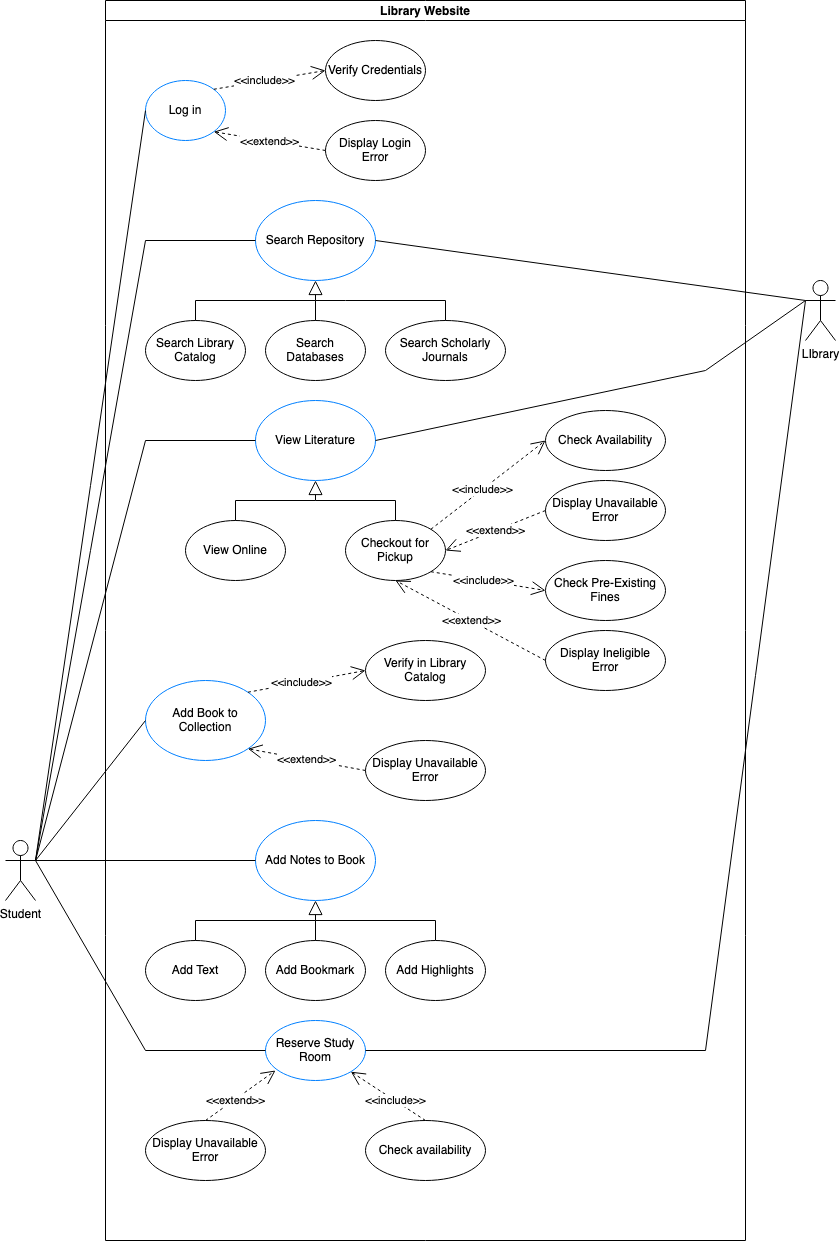 Library Website
Verify Credentials
<<include>>
Log in
<<extend>>
Display Login
Error
Search Repository
Search Library
Catalog
Search
Databases
Search Scholarly
Journals
LIbrary
View Literature
Check Availability
<<include>>
Display Unavailable
Error
<<extend>>
View Online
Checkout for
Pickup
<<include>>
Check Pre-Existing
Fines
<<extend>>
Display Ineligible
Error
Verify in Library
Catalog
<<include>>
Add Book to
Collection
<<extend>>
Display Unavailable
Error
Add Notes to Book
Student
Add Text
Add Bookmark
Add Highlights
Reserve Study
Room
<<extend>>
<<include>>
Display Unavailable
Error
Check availability